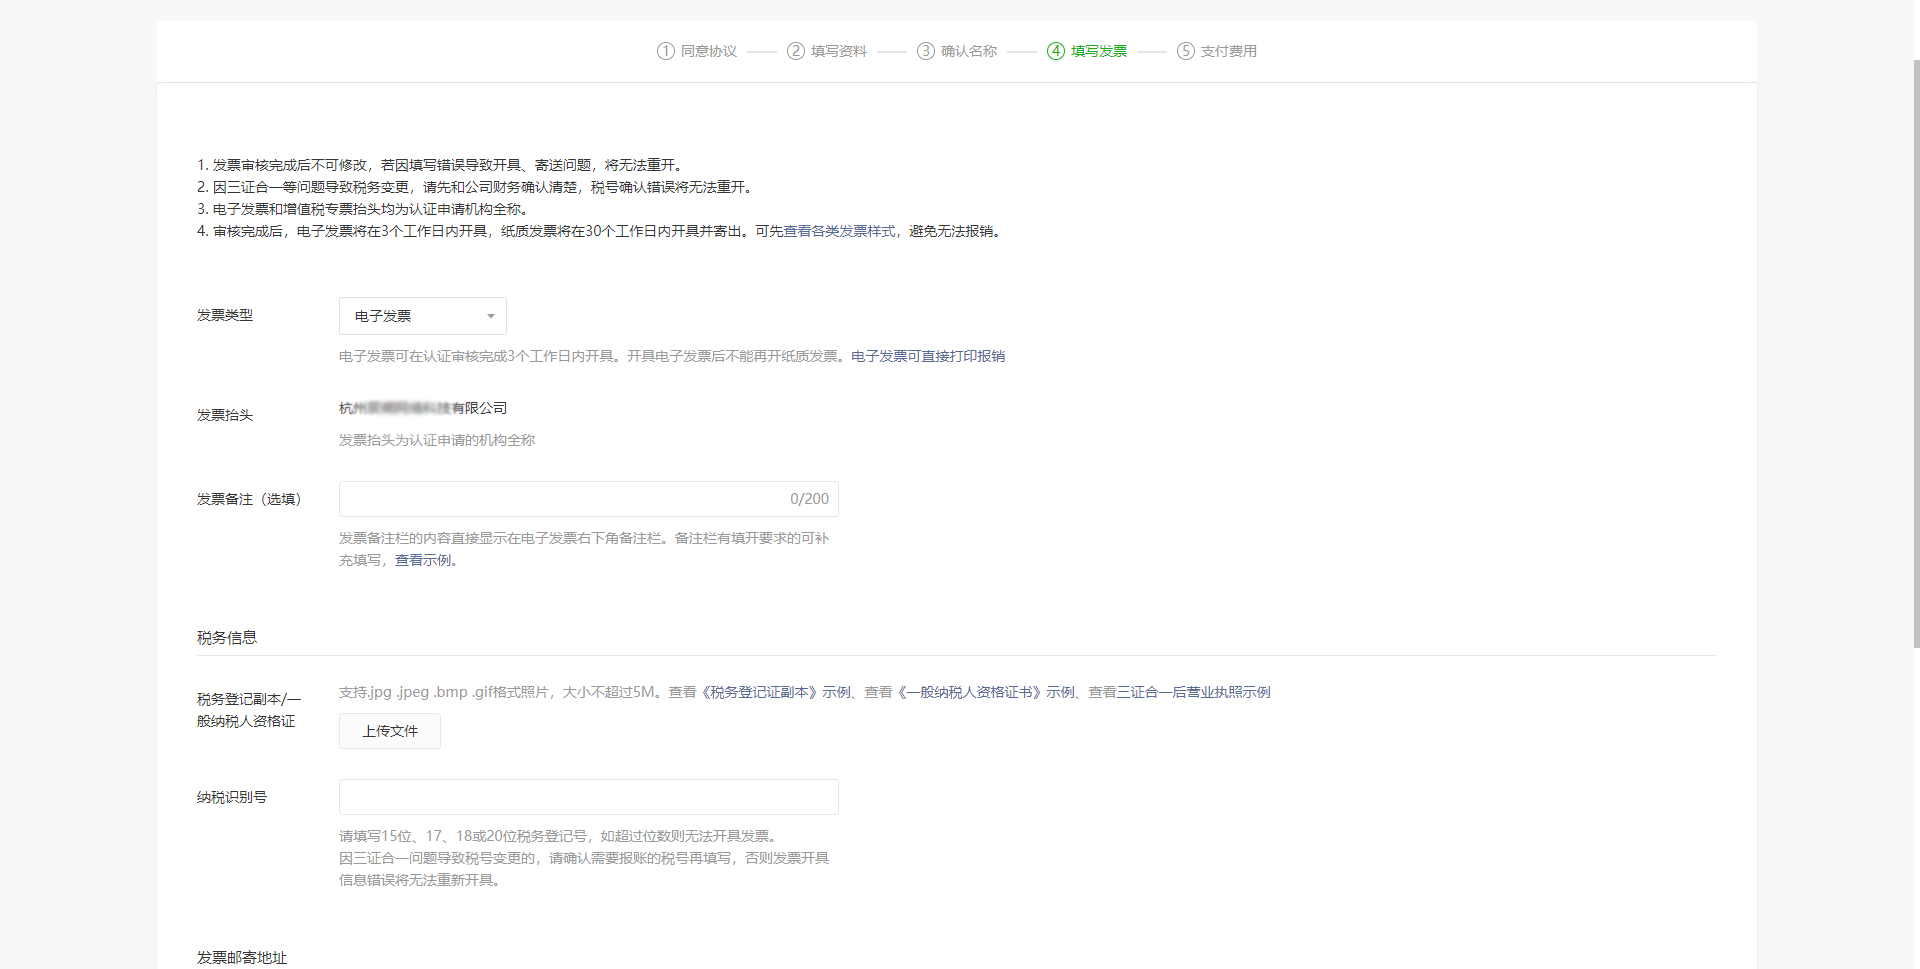 ① 同意协议 ② 填写资料 ③ 确认名称 ④ 填写发票 ⑤ 支付费用
1. 发票审核完成后不可修改，若因填写错误导致开具、寄送问题，将无法重开。
2. 因三证合一等问题导致税务变更，请先和公司财务确认清楚，税号确认错误将无法重开。
3. 电子发票和增值税专票抬头均为认证申请机构全称。
4. 审核完成后，电子发票将在3个工作日内开具，纸质发票将在30个工作日内开具并寄出。可先查看各类发票样式，避免无法报销。
发票类型 电子发票
电子发票可在认证审核完成3个工作日内开具。开具电子发票后不能再开纸质发票。电子发票可直接打印报销
发票抬头
杭州 有限公司
发票抬头为认证申请的机构全称
发票备注（选填） 0/200
发票备注栏的内容直接显示在电子发票右下角备注栏。备注栏有填开要求的可补
充填写，查看示例。
税务信息
税务登记副本/一
般纳税人资格证
支持.jpg .jpeg .bmp .gif格式照片，大小不超过5M。查看《税务登记证副本》示例、查看《一般纳税人资格证书》示例、查看三证合一后营业执照示例
上传文件
纳税识别号
请填写15位、17、18或20位税务登记号，如超过位数则无法开具发票。
因三证合一问题导致税号变更的，请确认需要报账的税号再填写，否则发票开具
信息错误将无法重新开具。
发票邮寄地址